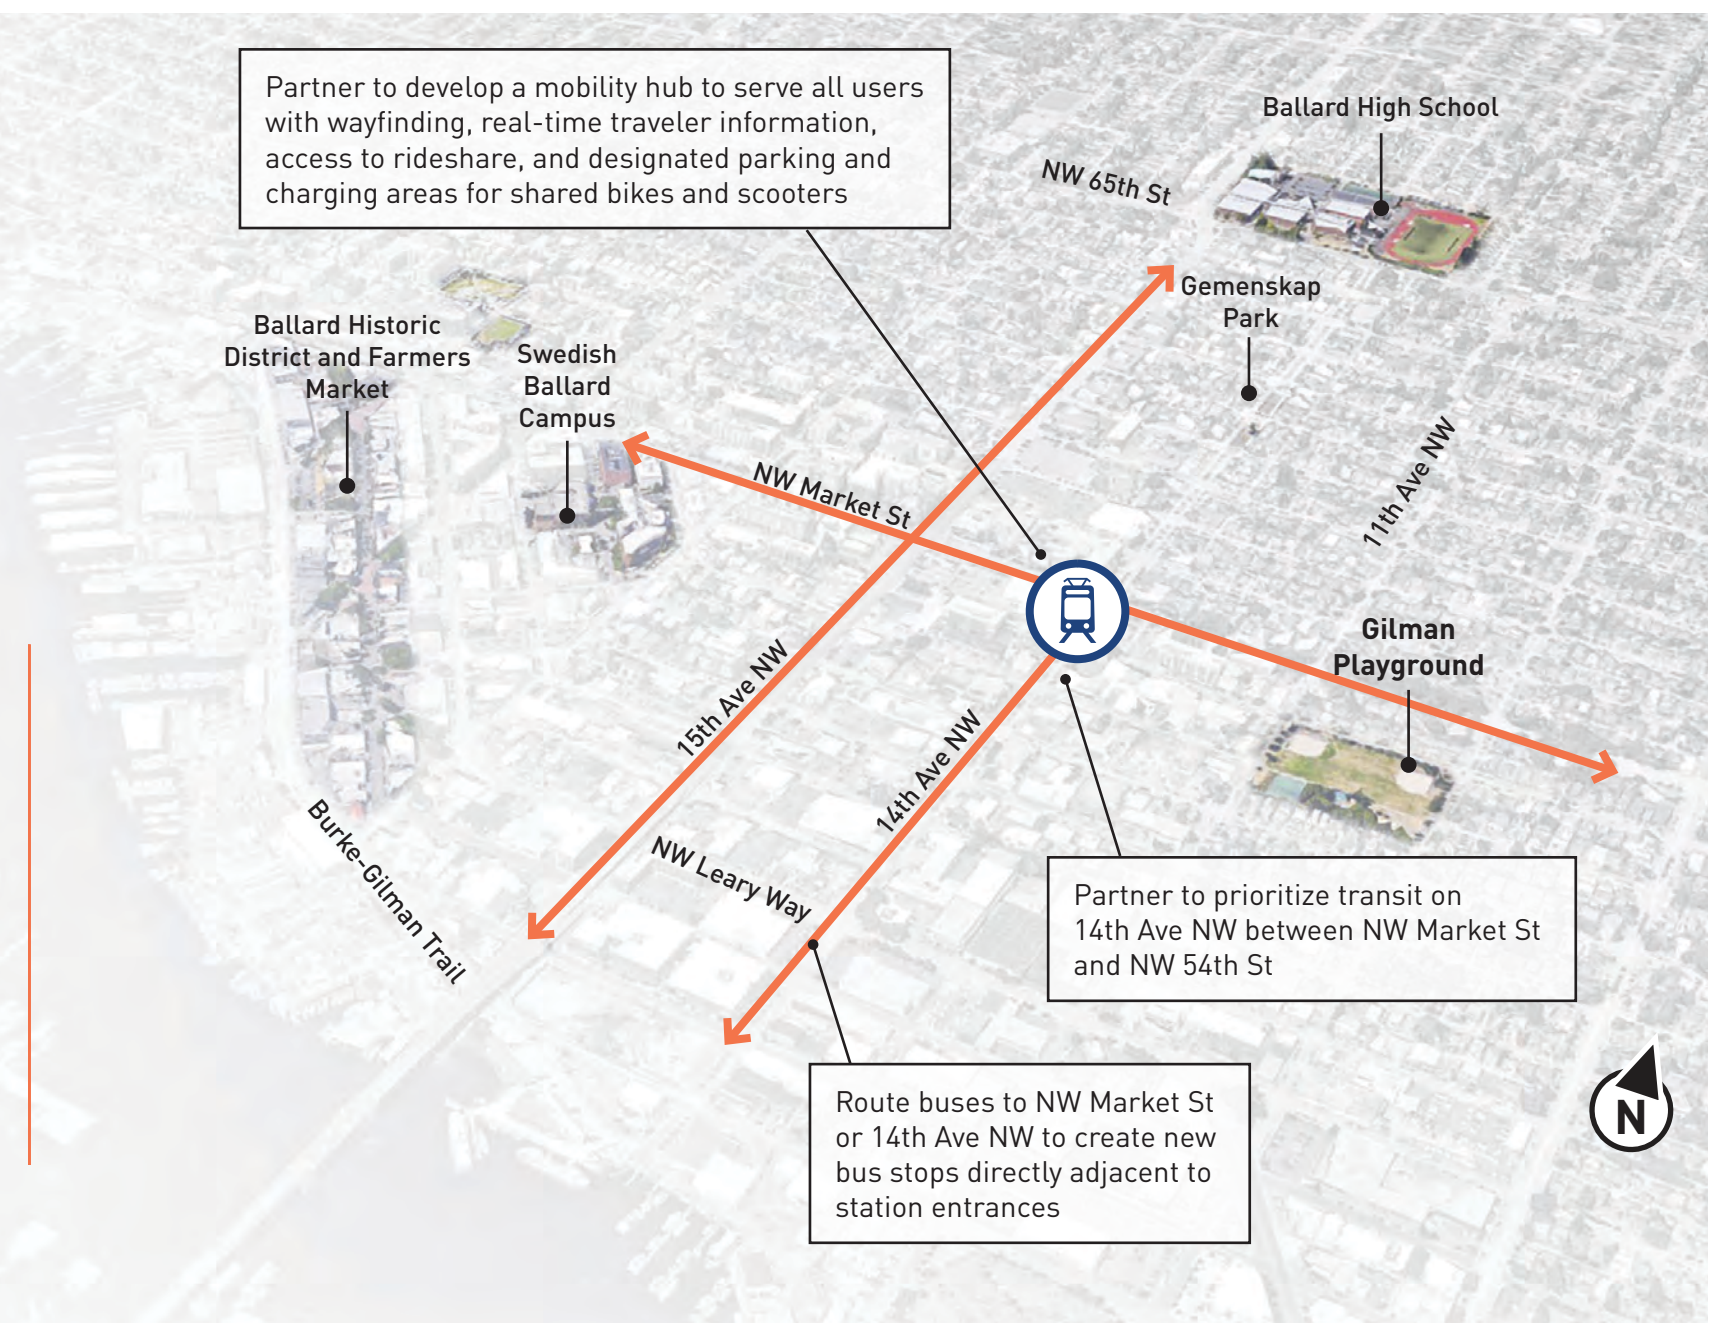 Partner to develop a mobility hub to serve all users
with wayfinding, real-time traveler information,
access to rideshare, and designated parking and
charging areas for shared bikes and scooters
Ballard High School
NW 65th St
Gemenskap
Park
Ballard Historic
District and Farmers
Market
Swedish
Ballard
Campus
NW Market St
11th Ave NW
Gilman
Playground
15th Ave NW
14th Ave NW
Burke-Gilman Trail
NW Leary Way
Partner to prioritize transit on
14th Ave NW between NW Market St
and NW 54th St
Route buses to NW Market St
or 14th Ave NW to create new
bus stops directly adjacent to
station entrances
N